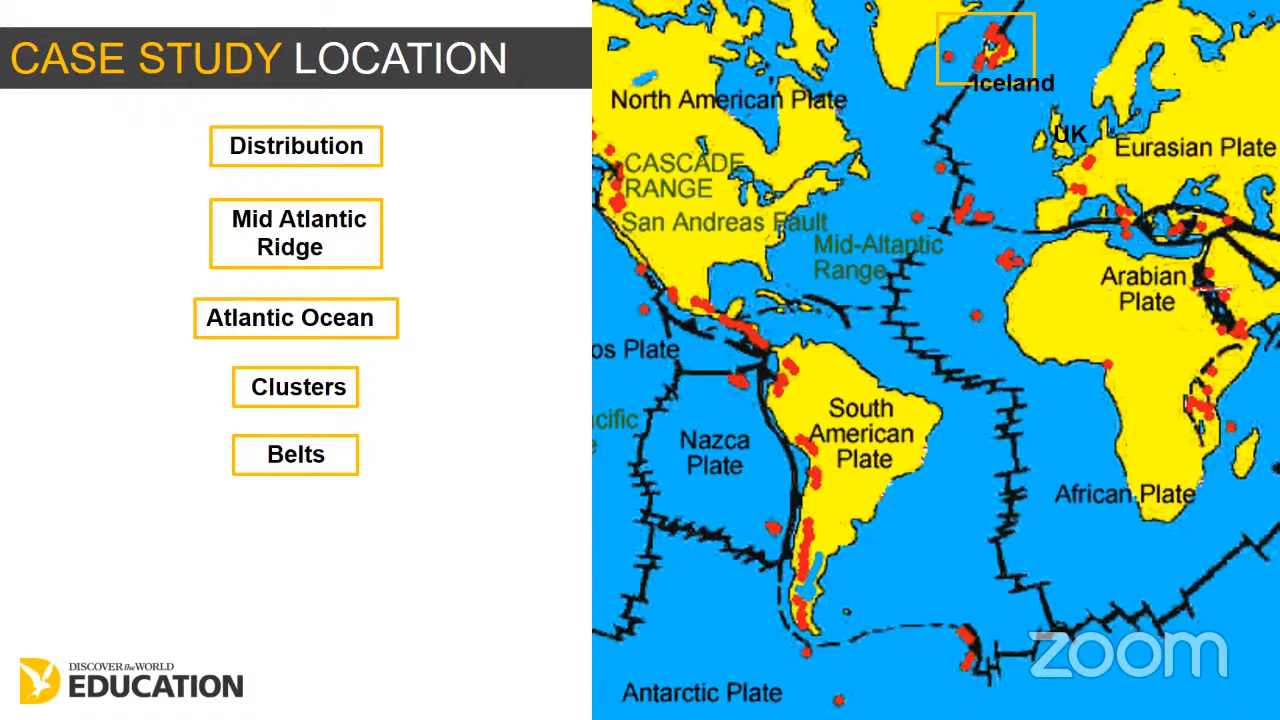 CASE STUDY LOCATION
Distribution
Mid Atlantic
Ridge
Atlantic Ocean
Clusters
Belts
DISCOVER the WORLD
EDUCATION
Iceland
North American Plate
UK
Eurasian Plate
CASCADE
RANGE
San Andreas Fault
Mid-Altantic
Range
Arabian
Plate
os Plate
South
American
Plate
cific
e
Nazca
Plate
African Plate
Antarctic Plate
zoom